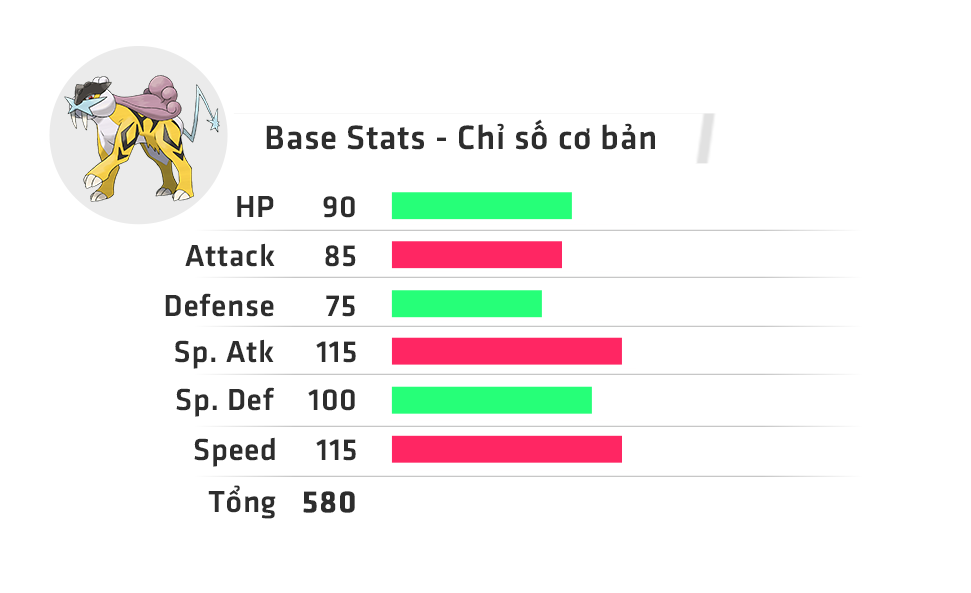 Base Stats - Chỉ số cơ bản
HP 90
Attack 85
Defense 75
Sp. Atk 115
Sp. Def 100
Speed 115
Tổng 580